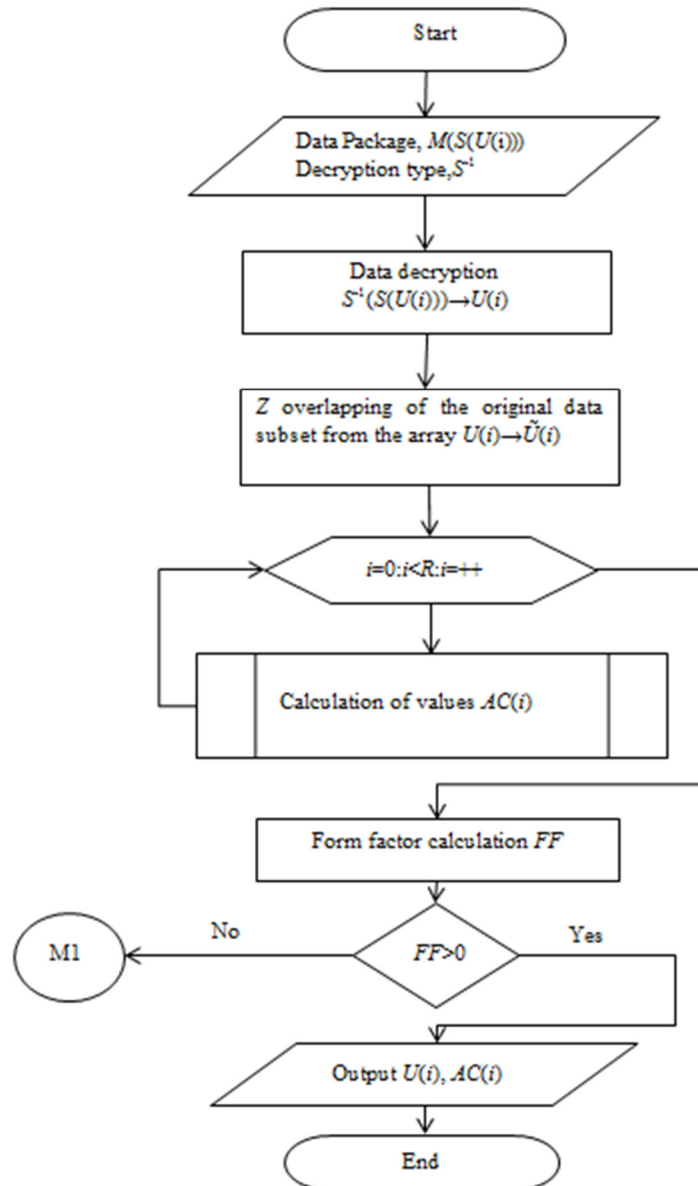 Start
Data Package, M(S(U(i)))
Decryption type,S⁻¹
Data decryption
S⁻¹(S(U(i)))→U(i)
Z overlapping of the original data
subset from the array U(i)→Ũ(i)
i=0:i<R:i=++
Calculation of values AC(i)
Form factor calculation FF
No
Yes
M1
FF>0
Output U(i), AC(i)
End